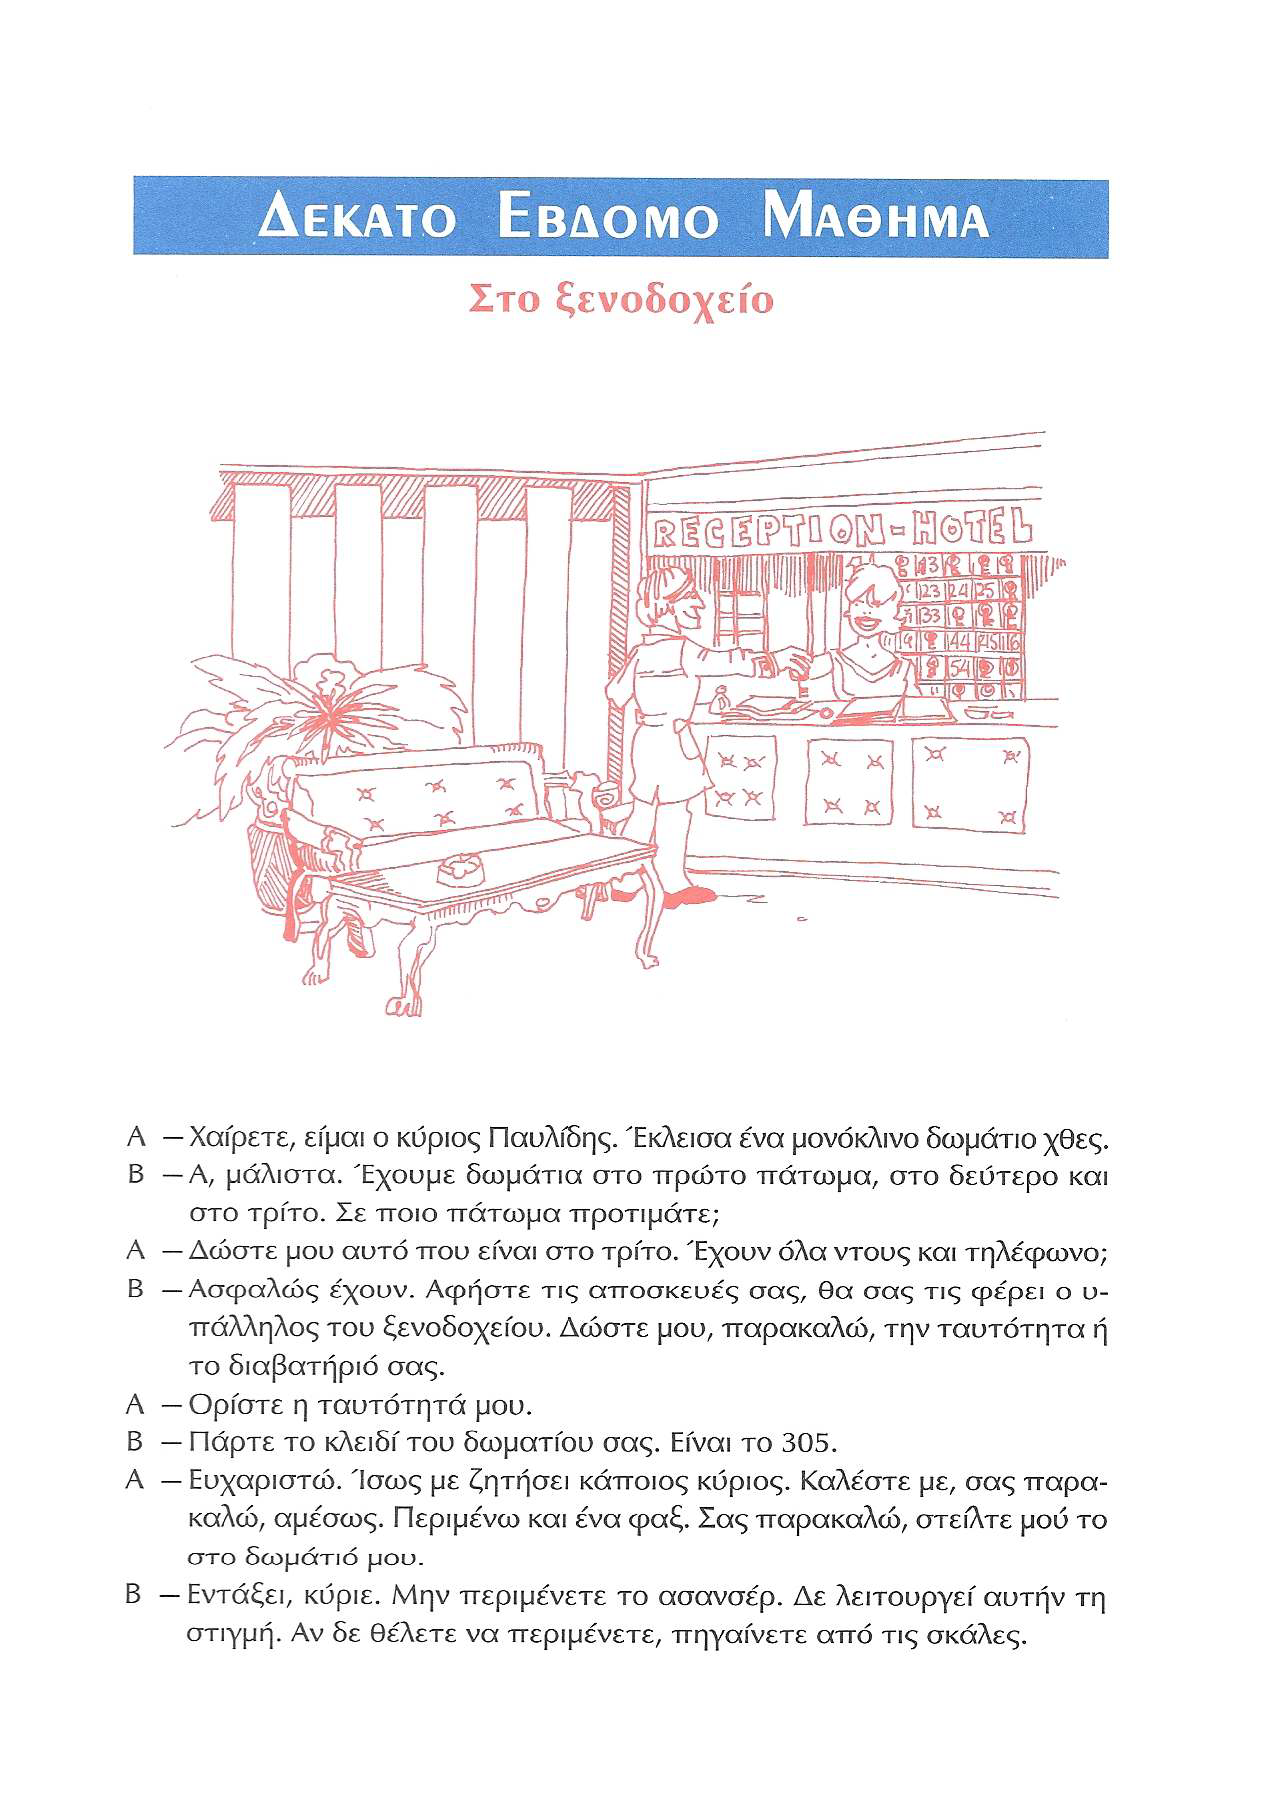 ΔΕΚΑΤΟ ΕΒΔΟΜΟ ΜΑΘΗΜΑ
Στο ξενοδοχείο
RECEPTION-HOTEL
13
23 24 25
33
44 45 16
54
Α – Χαίρετε, είμαι ο κύριος Παυλίδης. Έκλεισα ένα μονόκλινο δωμάτιο χθες.
Β – Α, μάλιστα. Έχουμε δωμάτια στο πρώτο πάτωμα, στο δεύτερο και
στο τρίτο. Σε ποιο πάτωμα προτιμάτε;
Α – Δώστε μου αυτό που είναι στο τρίτο. Έχουν όλα ντους και τηλέφωνο;
Β – Ασφαλώς έχουν. Αφήστε τις αποσκευές σας, θα σας τις φέρει ο υ-
πάλληλος του ξενοδοχείου. Δώστε μου, παρακαλώ, την ταυτότητα ή
το διαβατήριό σας.
Α – Ορίστε η ταυτότητά μου.
Β – Πάρτε το κλειδί του δωματίου σας. Είναι το 305.
Α – Ευχαριστώ. Ίσως με ζητήσει κάποιος κύριος. Καλέστε με, σας παρα-
καλώ, αμέσως. Περιμένω και ένα φαξ. Σας παρακαλώ, στείλτε μού το
στο δωμάτιό μου.
Β – Εντάξει, κύριε. Μην περιμένετε το ασανσέρ. Δε λειτουργεί αυτήν τη
στιγμή. Αν δε θέλετε να περιμένετε, πηγαίνετε από τις σκάλες.